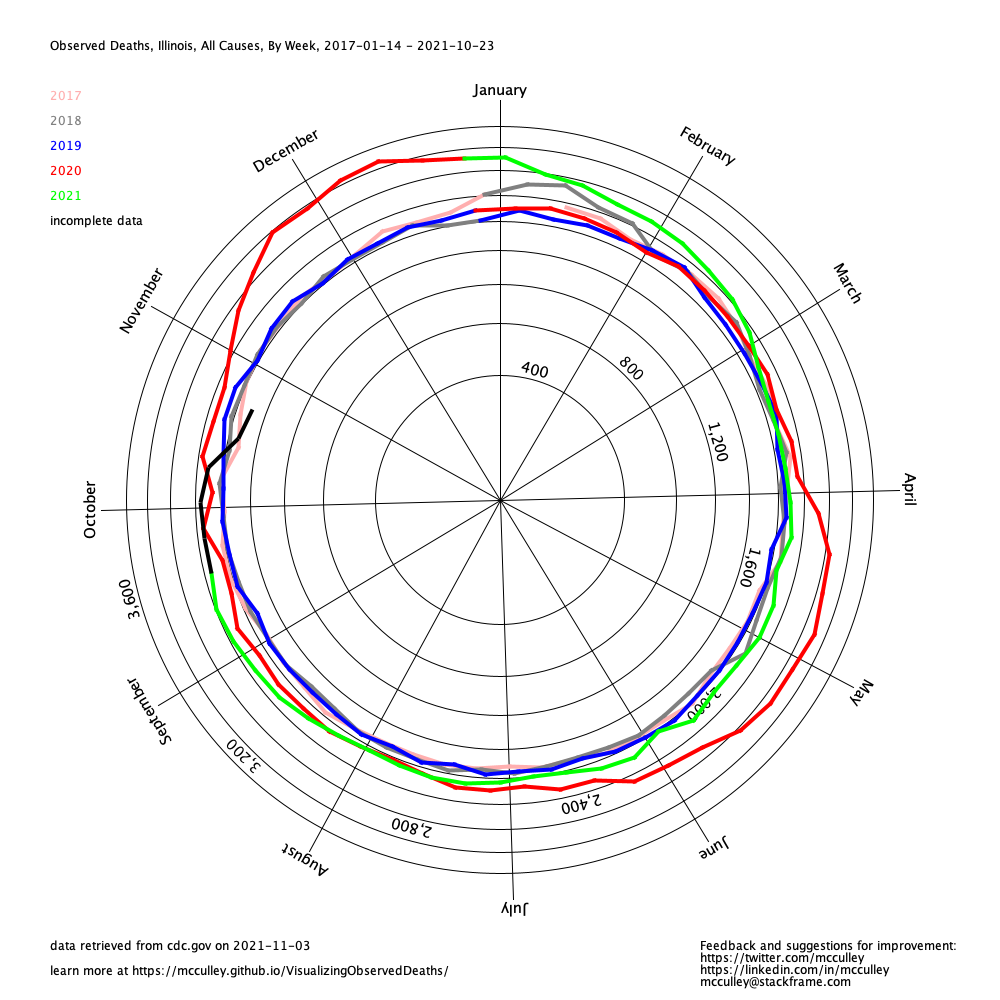 Observed Deaths, Illinois, All Causes, By Week, 2017-01-14 - 2021-10-23
2017
2018
2019
2020
2021
incomplete data
January
February
March
April
May
June
July
August
September
October
November
December
400
800
1,200
1,600
2,000
2,400
2,800
3,200
3,600
data retrieved from cdc.gov on 2021-11-03
learn more at https://mcculley.github.io/VisualizingObservedDeaths/
Feedback and suggestions for improvement:
https://twitter.com/mcculley
https://linkedin.com/in/mcculley
mcculley@stackframe.com